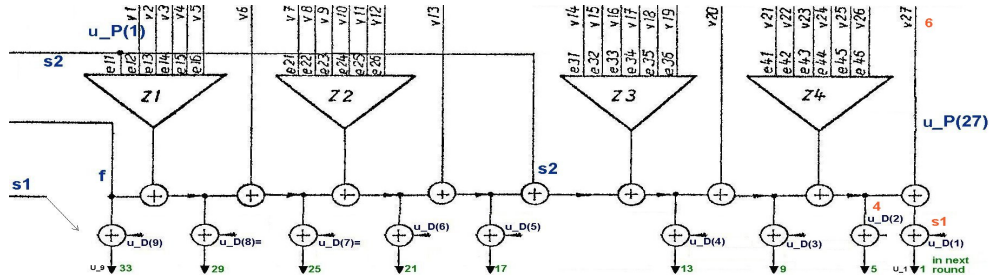 v1 v2 v3 v4 v5 v6 v7 v8 v9 v10 v11 v12 v13 v14 v15 v16 v17 v18 v19 v20 v21 v22 v23 v24 v25 v26 v27 6
u_P(1)
s2
e11 e12 e13 e14 e15 e16 e21 e22 e23 e24 e25 e26 e31 e32 e33 e34 e35 e36 e41 e42 e43 e44 e45 e46
Z1 Z2 Z3 Z4
u_P(27)
s1 f s2
4 s1
u_D(9) u_D(8)= u_D(7)= u_D(6) u_D(5) u_D(4) u_D(3) u_D(2) u_D(1)
u_9 33 29 25 21 17 13 9 5 u_1 1 in next
round